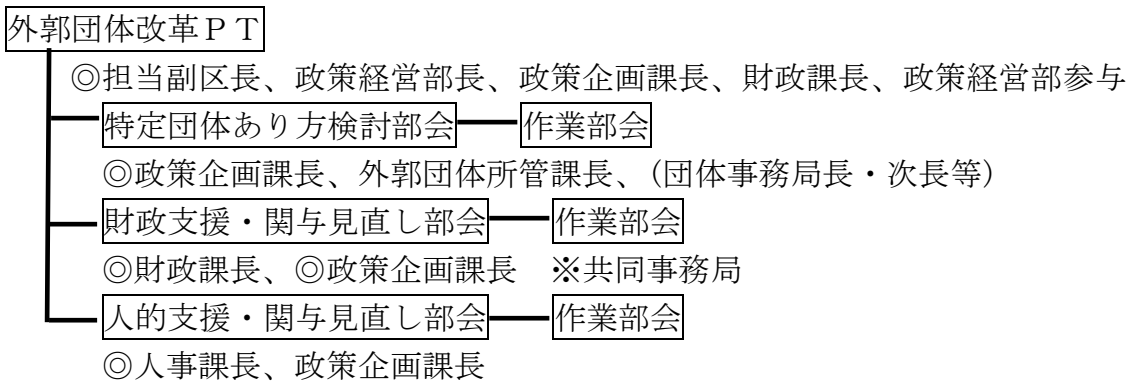 外郭団体改革ＰＴ
◎担当副区長、政策経営部長、政策企画課長、財政課長、政策経営部参与
特定団体あり方検討部会 作業部会
◎政策企画課長、外郭団体所管課長、（団体事務局長・次長等）
財政支援・関与見直し部会 作業部会
◎財政課長、◎政策企画課長　※共同事務局
人的支援・関与見直し部会 作業部会
◎人事課長、政策企画課長